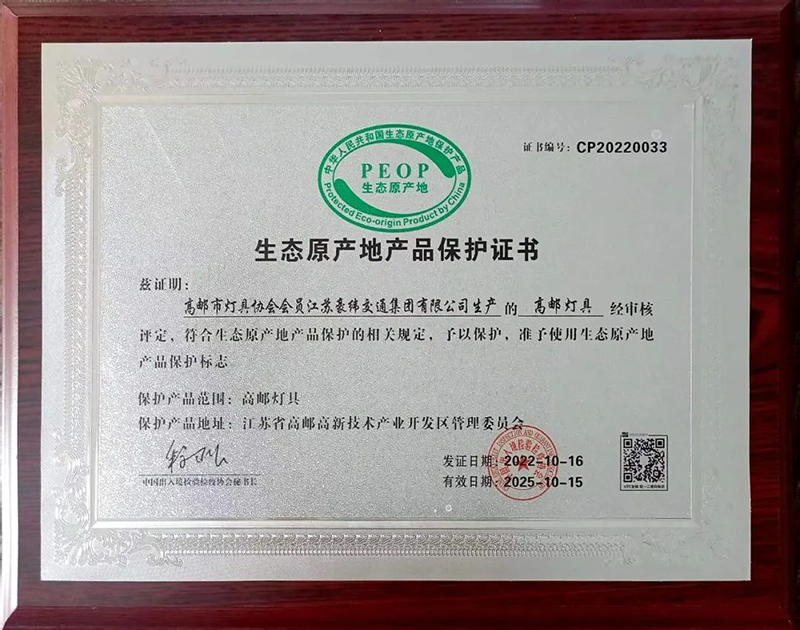 中华人民共和国生态原产地保护产品
PEOP
生态原产地
Protected Eco-origin Product by China
证书编号：CP20220033
生态原产地产品保护证书
兹证明：
高邮市灯具协会会员江苏豪纬交通集团有限公司生产的 高邮灯具 经审核
评定，符合生态原产地产品保护的相关规定，予以保护，准予使用生态原产地
产品保护标志
保护产品范围：高邮灯具
保护产品地址：江苏省高邮高新技术产业开发区管理委员会
中国出入境检验检疫协会秘书长
发证日期：2022-10-16
有效日期：2025-10-15